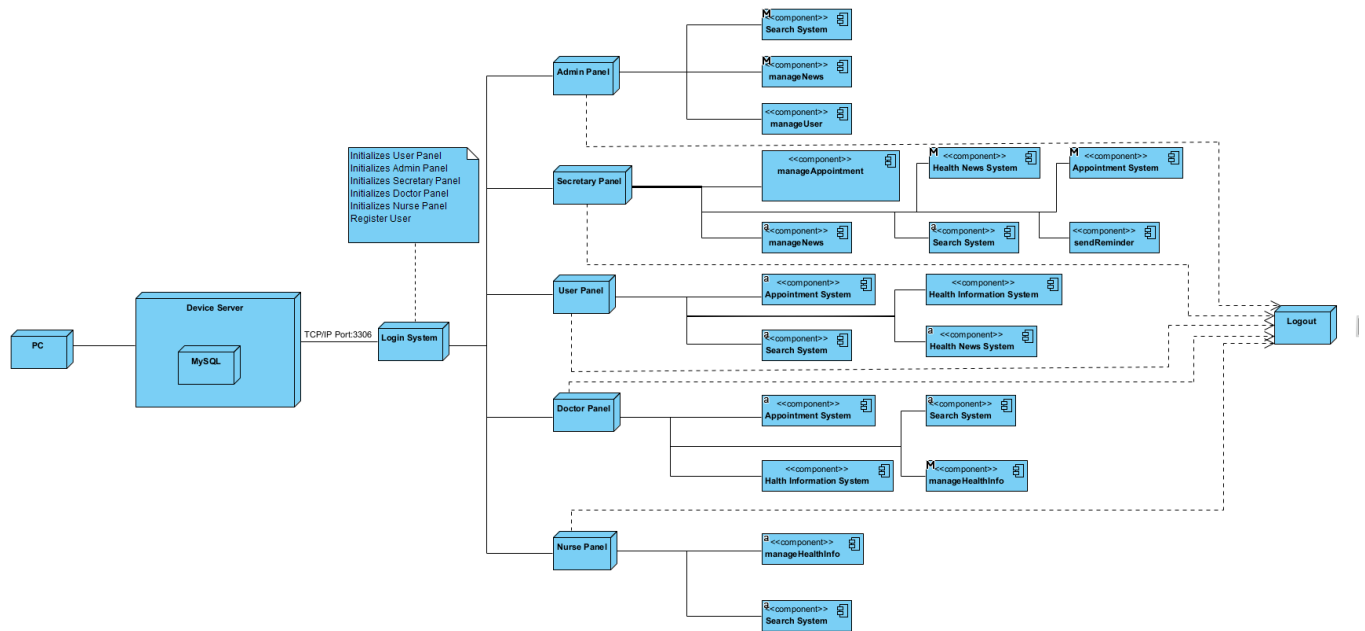 M
<<component>>
Search System
Admin Panel
M
<<component>>
manageNews
<<component>>
manageUser
Initializes User Panel
Initializes Admin Panel
Initializes Secretary Panel
Initializes Doctor Panel
Initializes Nurse Panel
Register User
Secretary Panel
<<component>>
manageAppointment
M
<<component>>
Health News System
M
<<component>>
Appointment System
a
<<component>>
manageNews
a
<<component>>
Search System
<<component>>
sendReminder
User Panel
a
<<component>>
Appointment System
<<component>>
Health Information System
a
<<component>>
Search System
a
<<component>>
Health News System
Device Server
MySQL
PC
TCP/IP Port:3306
Login System
Logout
Doctor Panel
a
<<component>>
Appointment System
a
<<component>>
Search System
<<component>>
Halth Information System
M
<<component>>
manageHealthInfo
Nurse Panel
a
<<component>>
manageHealthInfo
a
<<component>>
Search System